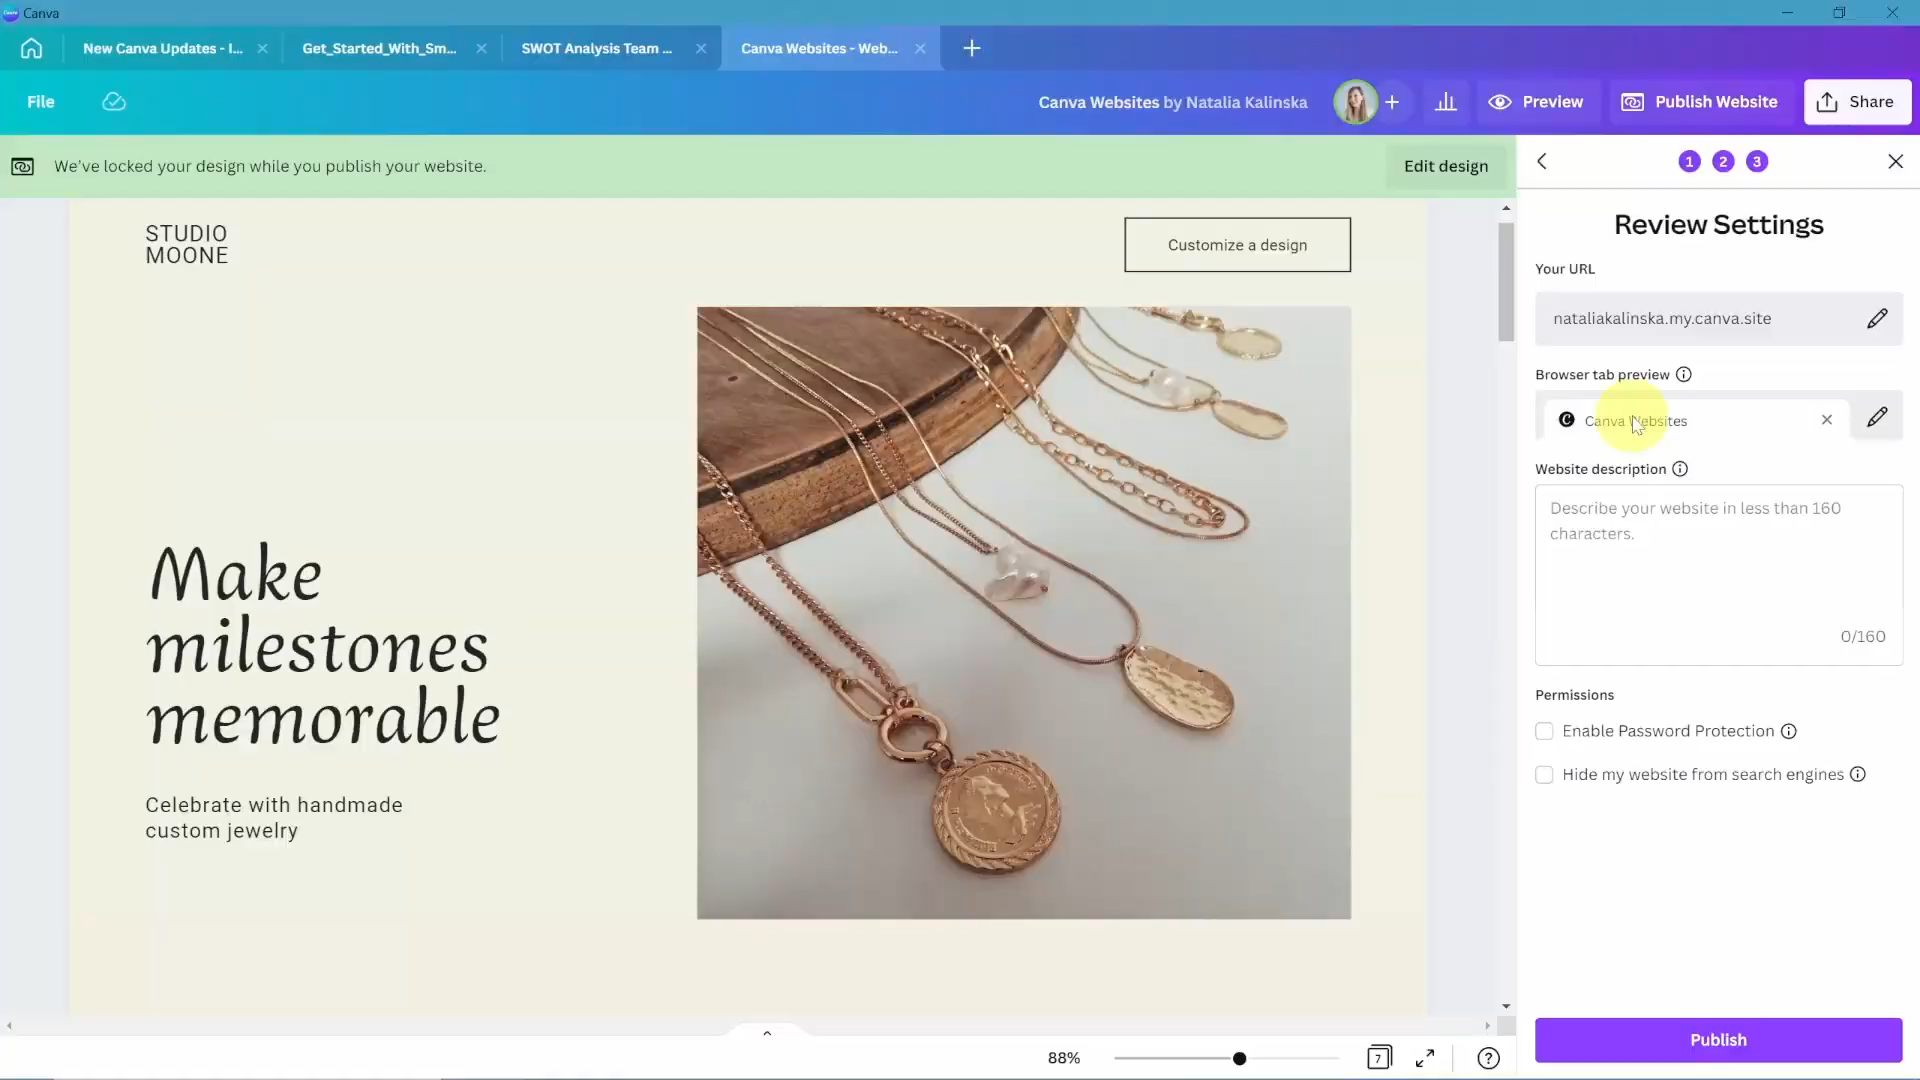 Canva
New Canva Updates - I...
Get_Started_With_Sm...
SWOT Analysis Team ...
Canva Websites - Web...
File
Canva Websites by Natalia Kalinska
Preview
Publish Website
Share
We've locked your design while you publish your website.
Edit design
1 2 3
STUDIO
MOONE
Customize a design
Make
milestones
memorable
Celebrate with handmade
custom jewelry
Review Settings
Your URL
nataliakalinska.my.canva.site
Browser tab preview
Canva Websites
Website description
Describe your website in less than 160
characters.
0/160
Permissions
Enable Password Protection
Hide my website from search engines
Publish
88%
7